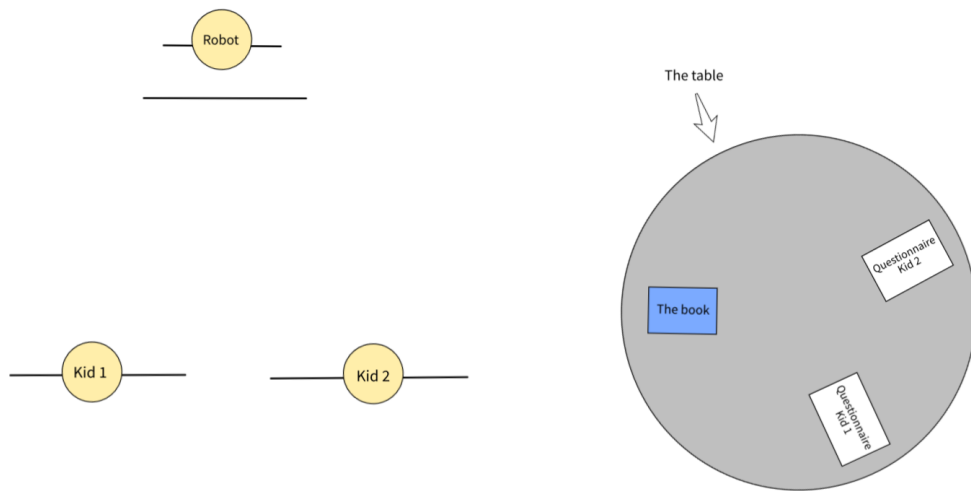 Robot
The table
Questionnaire
Kid 2
The book
Kid 1
Kid 2
Questionnaire
Kid 1